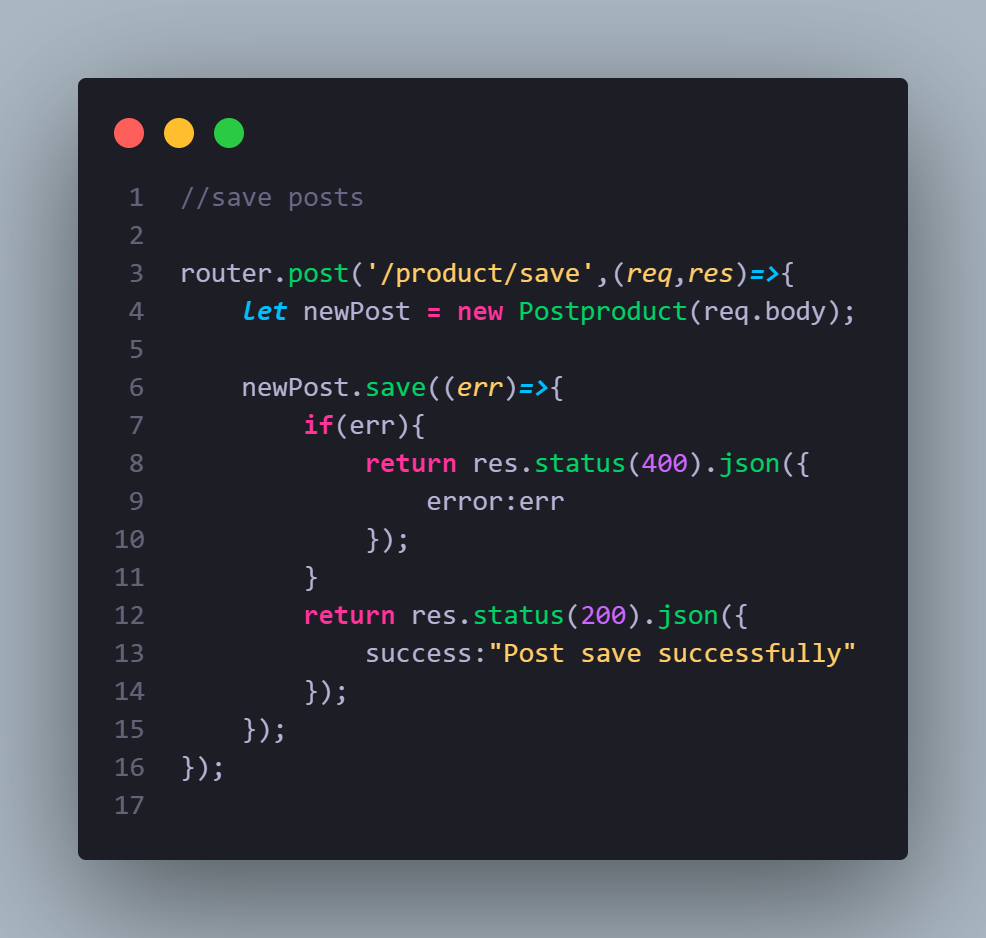 1 //save posts
2
3 router.post('/product/save',(req,res)=>{
4     let newPost = new Postproduct(req.body);
5
6     newPost.save((err)=>{
7         if(err){
8             return res.status(400).json({
9                 error:err
10             });
11         }
12         return res.status(200).json({
13             success:"Post save successfully"
14         });
15     });
16 });
17